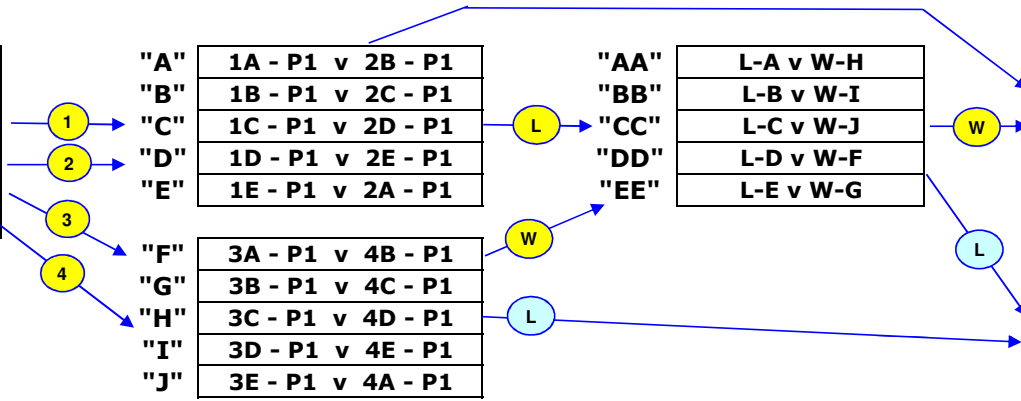 "A" 1A - P1 v 2B - P1 "AA" L-A v W-H
"B" 1B - P1 v 2C - P1 "BB" L-B v W-I
1 "C" 1C - P1 v 2D - P1 L "CC" L-C v W-J W
2 "D" 1D - P1 v 2E - P1 "DD" L-D v W-F
"E" 1E - P1 v 2A - P1 "EE" L-E v W-G
3 W
"F" 3A - P1 v 4B - P1 L
4 "G" 3B - P1 v 4C - P1
"H" 3C - P1 v 4D - P1 L
"I" 3D - P1 v 4E - P1
"J" 3E - P1 v 4A - P1